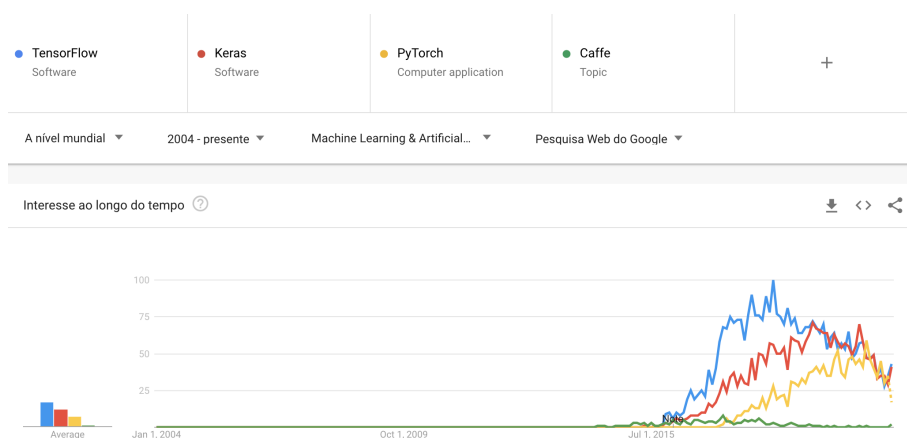 TensorFlow
Software
Keras
Software
PyTorch
Computer application
Caffe
Topic
+
A nível mundial
2004 - presente
Machine Learning & Artificial...
Pesquisa Web do Google
Interesse ao longo do tempo
?
100
75
50
25
Note
Average
Jan 1, 2004
Oct 1, 2009
Jul 1, 2015